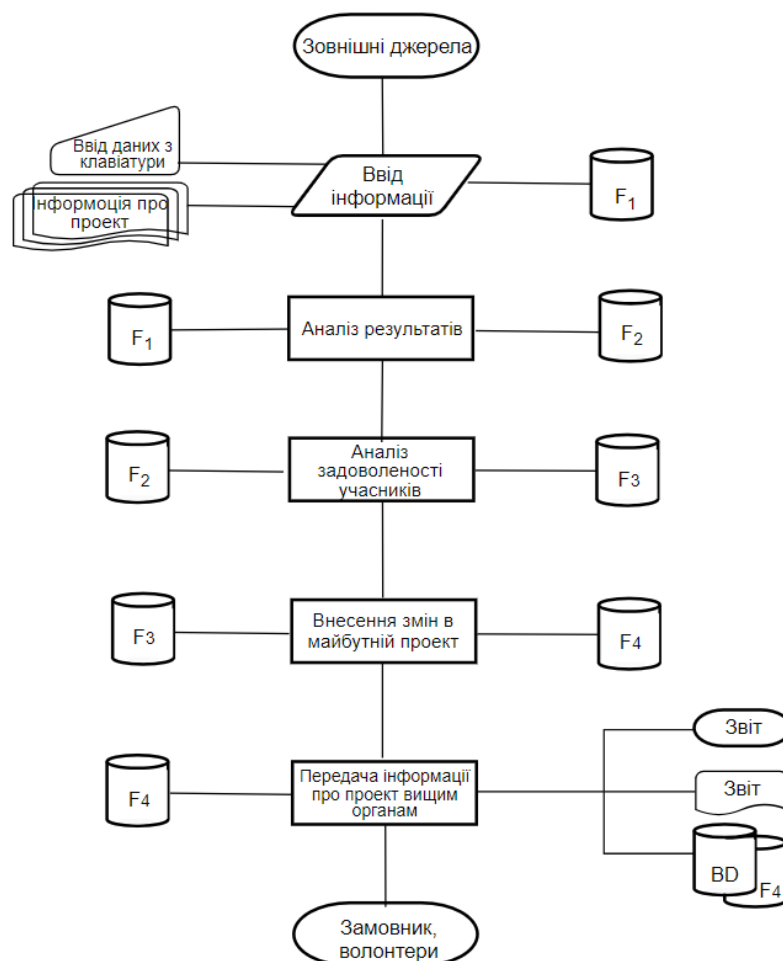 Зовнішні джерела
Ввід даних з
клавіатури
Ввід
інформації
F1
Інформоція про
проект
F1
Аналіз результатів
F2
F2
Аналіз
задоволеності
учасників
F3
F3
Внесення змін в
майбутній проект
F4
Звіт
F4
Передача інформації
про проект вищим
органам
Звіт
BD
F4
Замовник,
волонтери